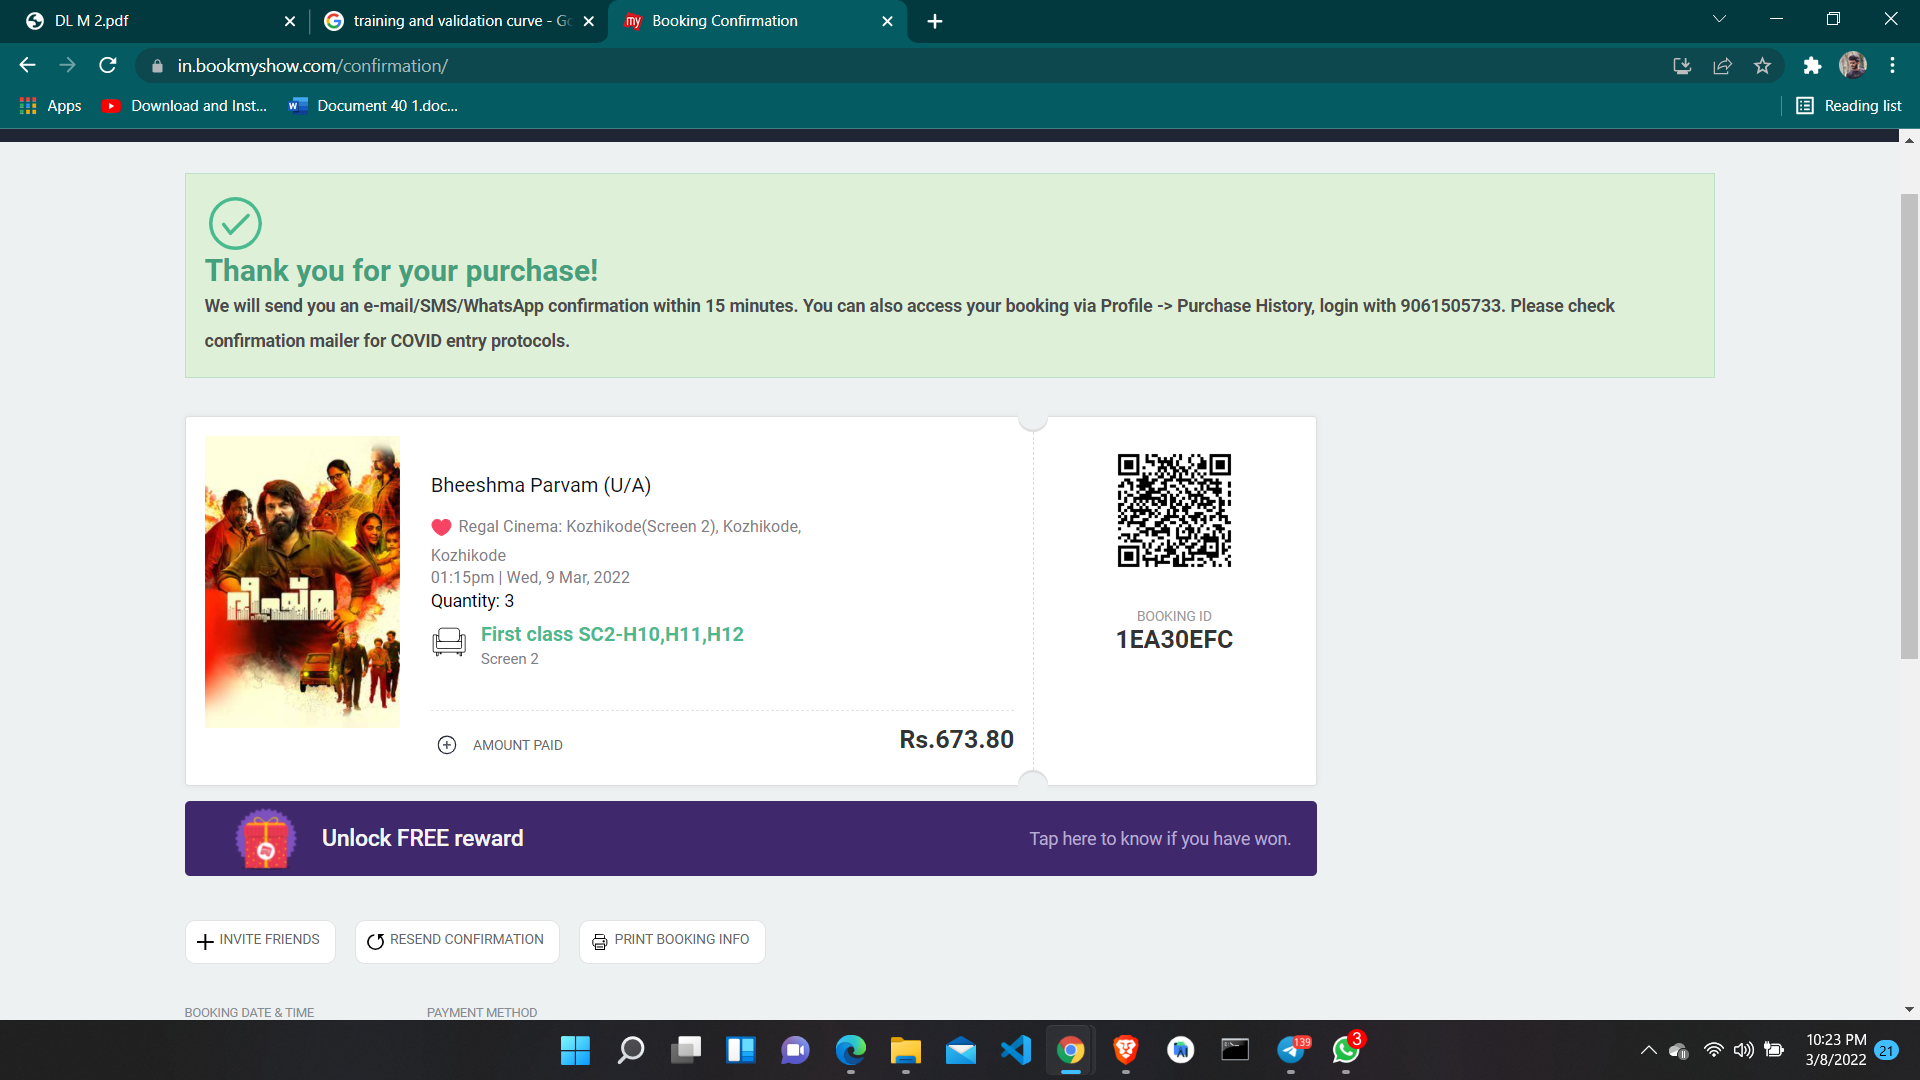 DL M 2.pdf
training and validation curve - Go
my
Booking Confirmation
in.bookmyshow.com/confirmation/
Apps
Download and Inst...
Document 40 1.doc...
Reading list
Thank you for your purchase!
We will send you an e-mail/SMS/WhatsApp confirmation within 15 minutes. You can also access your booking via Profile -> Purchase History, login with 9061505733. Please check
confirmation mailer for COVID entry protocols.
Bheeshma Parvam (U/A)
Regal Cinema: Kozhikode(Screen 2), Kozhikode,
Kozhikode
01:15pm | Wed, 9 Mar, 2022
Quantity: 3
First class SC2-H10,H11,H12
Screen 2
AMOUNT PAID
Rs.673.80
BOOKING ID
1EA30EFC
Unlock FREE reward
Tap here to know if you have won.
INVITE FRIENDS
RESEND CONFIRMATION
PRINT BOOKING INFO
BOOKING DATE & TIME
PAYMENT METHOD
139
3
10:23 PM
3/8/2022
21